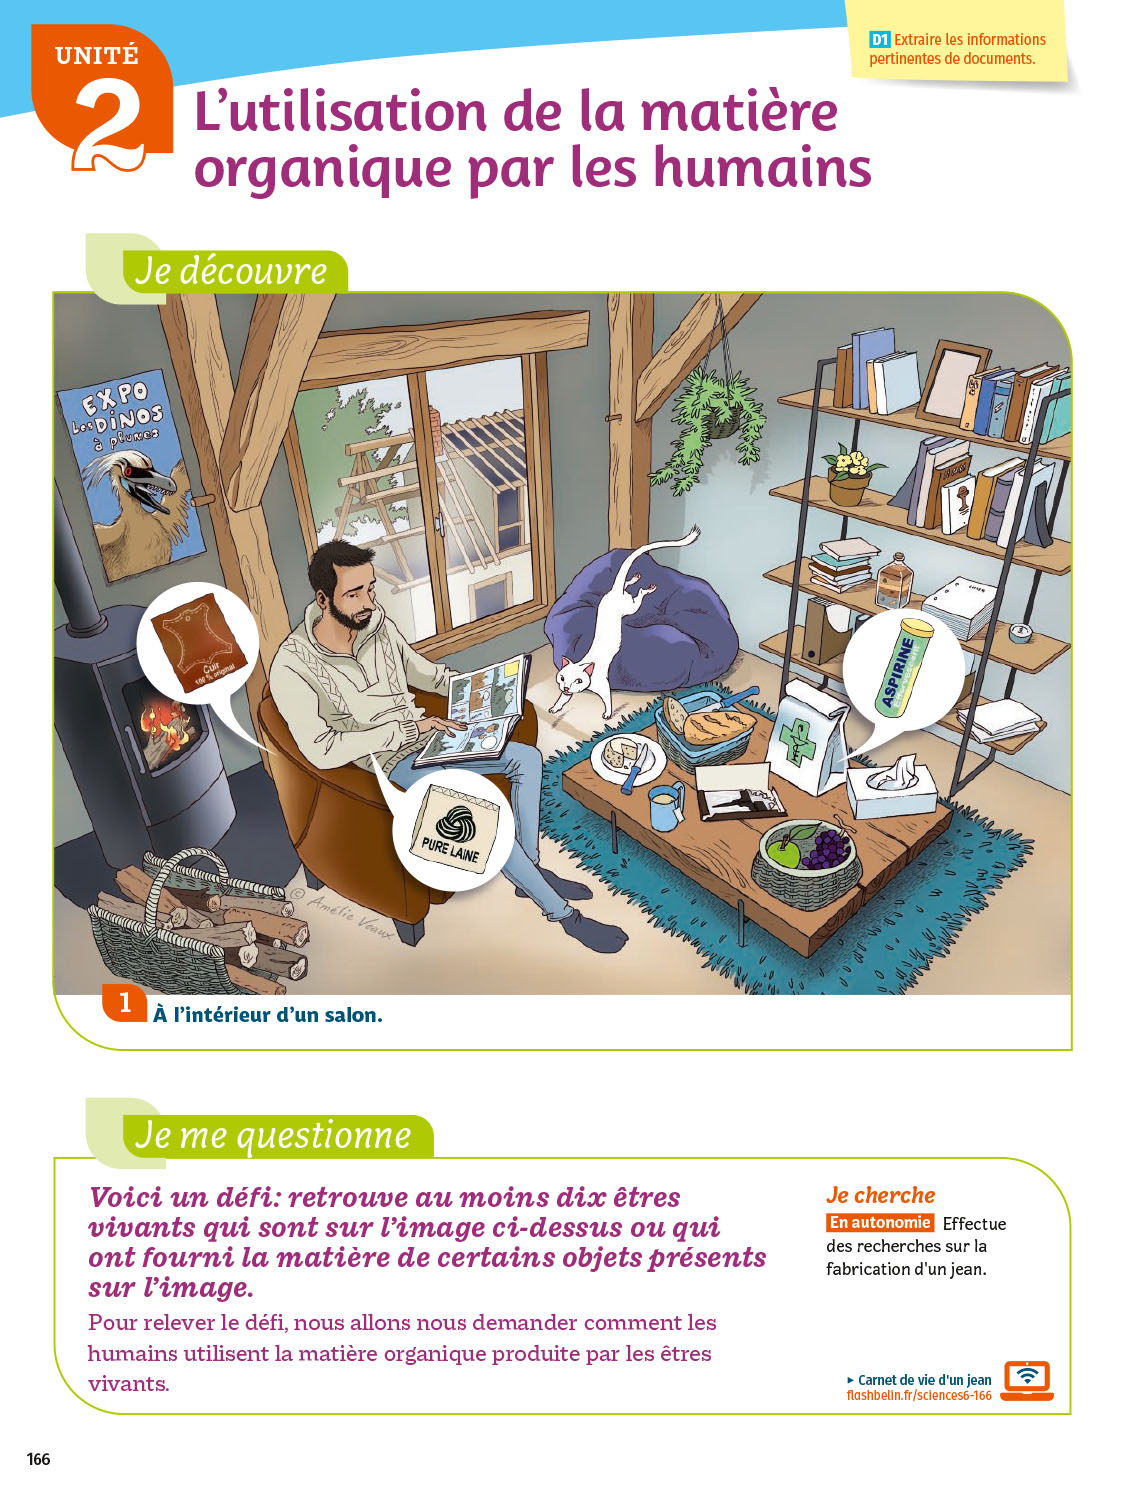 UNITÉ
2
D1 Extraire les informations
pertinentes de documents.
L’utilisation de la matière
organique par les humains
Je découvre
EXPO
Les DINOS
à plumes
Cuir
100 % original
PURE LAINE
ASPIRINE
© Amélie Veaux
1
À l’intérieur d’un salon.
Je me questionne
Voici un défi : retrouve au moins dix êtres
vivants qui sont sur l’image ci-dessus ou qui
ont fourni la matière de certains objets présents
sur l’image.
Pour relever le défi, nous allons nous demander comment les
humains utilisent la matière organique produite par les êtres
vivants.
Je cherche
En autonomie Effectue
des recherches sur la
fabrication d'un jean.
▸ Carnet de vie d'un jean
flashbelin.fr/sciences6-166
166